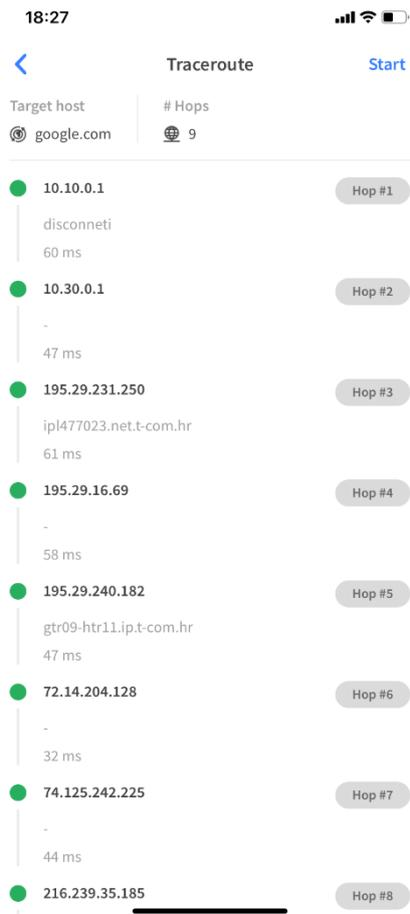 18:27
Traceroute
Start
Target host
# Hops
google.com
9
10.10.0.1
Hop #1
disconneti
60 ms
10.30.0.1
Hop #2
-
47 ms
195.29.231.250
Hop #3
ipl477023.net.t-com.hr
61 ms
195.29.16.69
Hop #4
-
58 ms
195.29.240.182
Hop #5
gtr09-htr11.ip.t-com.hr
47 ms
72.14.204.128
Hop #6
-
32 ms
74.125.242.225
Hop #7
-
44 ms
216.239.35.185
Hop #8